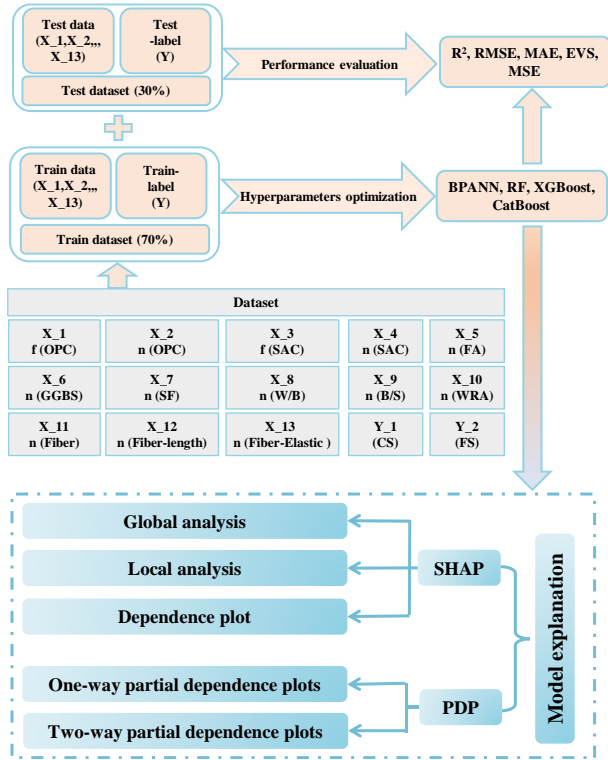 Test data
(X_1,X_2,,,
X_13)
Test
-label
(Y)
Test dataset (30%)
Performance evaluation
R², RMSE, MAE, EVS,
MSE
Train data
(X_1,X_2,,,
X_13)
Train-
label
(Y)
Train dataset (70%)
Hyperparameters optimization
BPANN, RF, XGBoost,
CatBoost
Dataset
X_1
f (OPC)
X_2
n (OPC)
X_3
f (SAC)
X_4
n (SAC)
X_5
n (FA)
X_6
n (GGBS)
X_7
n (SF)
X_8
n (W/B)
X_9
n (B/S)
X_10
n (WRA)
X_11
n (Fiber)
X_12
n (Fiber-length)
X_13
n (Fiber-Elastic )
Y_1
(CS)
Y_2
(FS)
Global analysis
Local analysis
Dependence plot
SHAP
One-way partial dependence plots
Two-way partial dependence plots
PDP
Model explanation